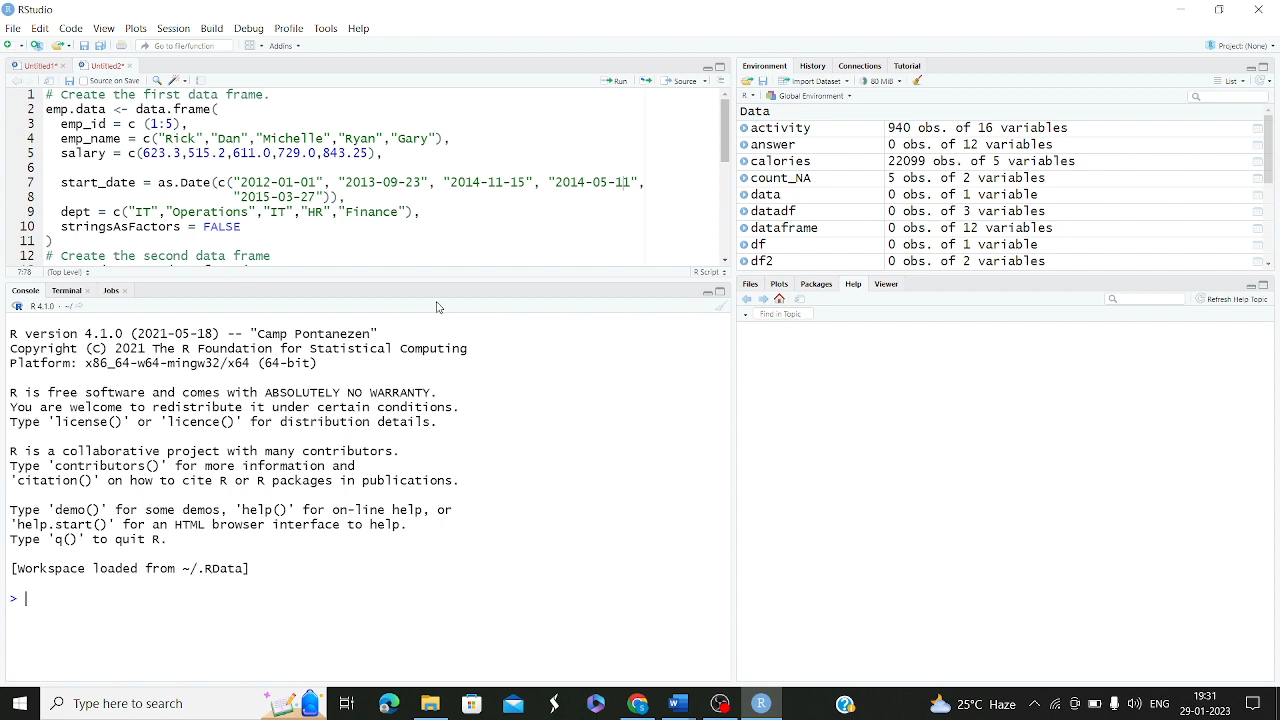 RStudio
File Edit Code View Plots Session Build Debug Profile Tools Help
Go to file/function Addins Project: (None)
Untitled1* Untitled2*
Source on Save Run Source
1 # Create the first data frame.
2 emp.data <- data.frame(
3 emp_id = c (1:5),
4 emp_name = c("Rick","Dan","Michelle","Ryan","Gary"),
5 salary = c(623.3,515.2,611.0,729.0,843.25),
6
7 start_date = as.Date(c("2012-01-01", "2013-09-23", "2014-11-15", "2014-05-11",
8 "2015-03-27")),
9 dept = c("IT","Operations","IT","HR","Finance"),
10 stringsAsFactors = FALSE
11 )
12 # Create the second data frame
7:78 (Top Level) R Script
Console Terminal Jobs
R 4.1.0 · ~/
R version 4.1.0 (2021-05-18) -- "Camp Pontanezen"
Copyright (C) 2021 The R Foundation for Statistical Computing
Platform: x86_64-w64-mingw32/x64 (64-bit)
R is free software and comes with ABSOLUTELY NO WARRANTY.
You are welcome to redistribute it under certain conditions.
Type 'license()' or 'licence()' for distribution details.
R is a collaborative project with many contributors.
Type 'contributors()' for more information and
'citation()' on how to cite R or R packages in publications.
Type 'demo()' for some demos, 'help()' for on-line help, or
'help.start()' for an HTML browser interface to help.
Type 'q()' to quit R.
[Workspace loaded from ~/.RData]
>
Environment History Connections Tutorial
Import Dataset 80 MiB List
R Global Environment
Data
activity 940 obs. of 16 variables
answer 0 obs. of 12 variables
calories 22099 obs. of 5 variables
count_NA 5 obs. of 2 variables
data 0 obs. of 1 variable
datadf 0 obs. of 3 variables
dataframe 0 obs. of 12 variables
df 0 obs. of 1 variable
df2 0 obs. of 2 variables
Files Plots Packages Help Viewer
Refresh Help Topic
Find in Topic
Type here to search
25°C Haze
ENG
19:31
29-01-2023